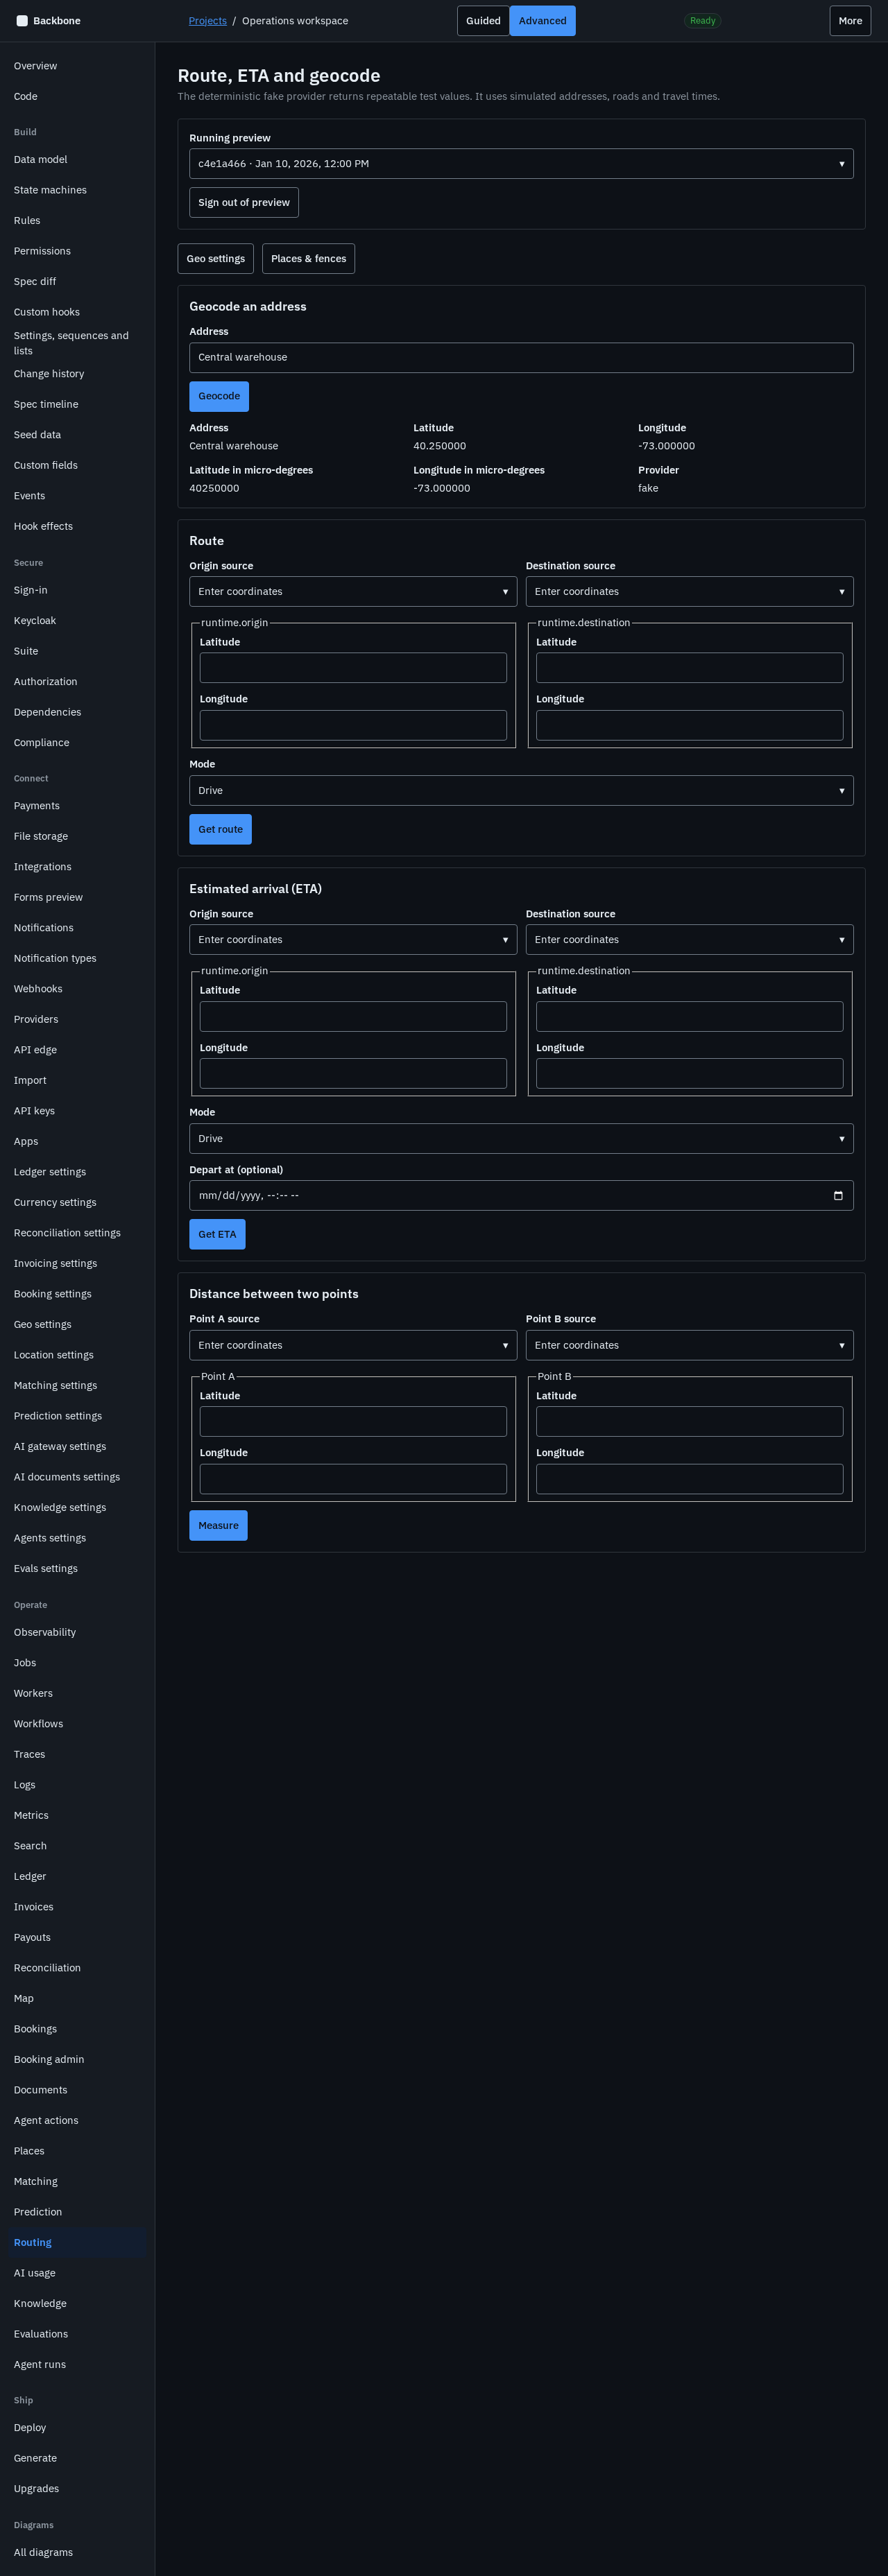 Backbone
Projects / Operations workspace
Guided
Advanced
Ready
More
Overview
Code
Build
Data model
State machines
Rules
Permissions
Spec diff
Custom hooks
Settings, sequences and
lists
Change history
Spec timeline
Seed data
Custom fields
Events
Hook effects
Secure
Sign-in
Keycloak
Suite
Authorization
Dependencies
Compliance
Connect
Payments
File storage
Integrations
Forms preview
Notifications
Notification types
Webhooks
Providers
API edge
Import
API keys
Apps
Ledger settings
Currency settings
Reconciliation settings
Invoicing settings
Booking settings
Geo settings
Location settings
Matching settings
Prediction settings
AI gateway settings
AI documents settings
Knowledge settings
Agents settings
Evals settings
Operate
Observability
Jobs
Workers
Workflows
Traces
Logs
Metrics
Search
Ledger
Invoices
Payouts
Reconciliation
Map
Bookings
Booking admin
Documents
Agent actions
Places
Matching
Prediction
Routing
AI usage
Knowledge
Evaluations
Agent runs
Ship
Deploy
Generate
Upgrades
Diagrams
All diagrams
Route, ETA and geocode
The deterministic fake provider returns repeatable test values. It uses simulated addresses, roads and travel times.
Running preview
c4e1a466 · Jan 10, 2026, 12:00 PM
Sign out of preview
Geo settings
Places & fences
Geocode an address
Address
Central warehouse
Geocode
Address Latitude Longitude
Central warehouse 40.250000 -73.000000
Latitude in micro-degrees Longitude in micro-degrees Provider
40250000 -73.000000 fake
Route
Origin source Destination source
Enter coordinates Enter coordinates
runtime.origin runtime.destination
Latitude Latitude
Longitude Longitude
Mode
Drive
Get route
Estimated arrival (ETA)
Origin source Destination source
Enter coordinates Enter coordinates
runtime.origin runtime.destination
Latitude Latitude
Longitude Longitude
Mode
Drive
Depart at (optional)
mm/dd/yyyy, --:-- --
Get ETA
Distance between two points
Point A source Point B source
Enter coordinates Enter coordinates
Point A Point B
Latitude Latitude
Longitude Longitude
Measure